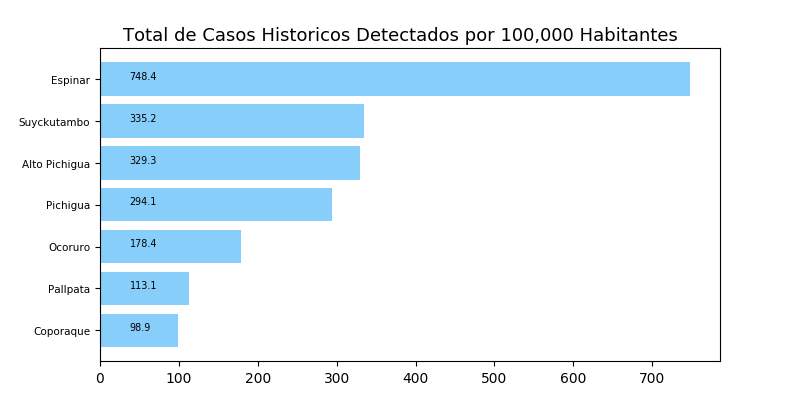 Total de Casos Historicos Detectados por 100,000 Habitantes
Espinar 748.4
Suyckutambo 335.2
Alto Pichigua 329.3
Pichigua 294.1
Ocoruro 178.4
Pallpata 113.1
Coporaque 98.9
0 100 200 300 400 500 600 700